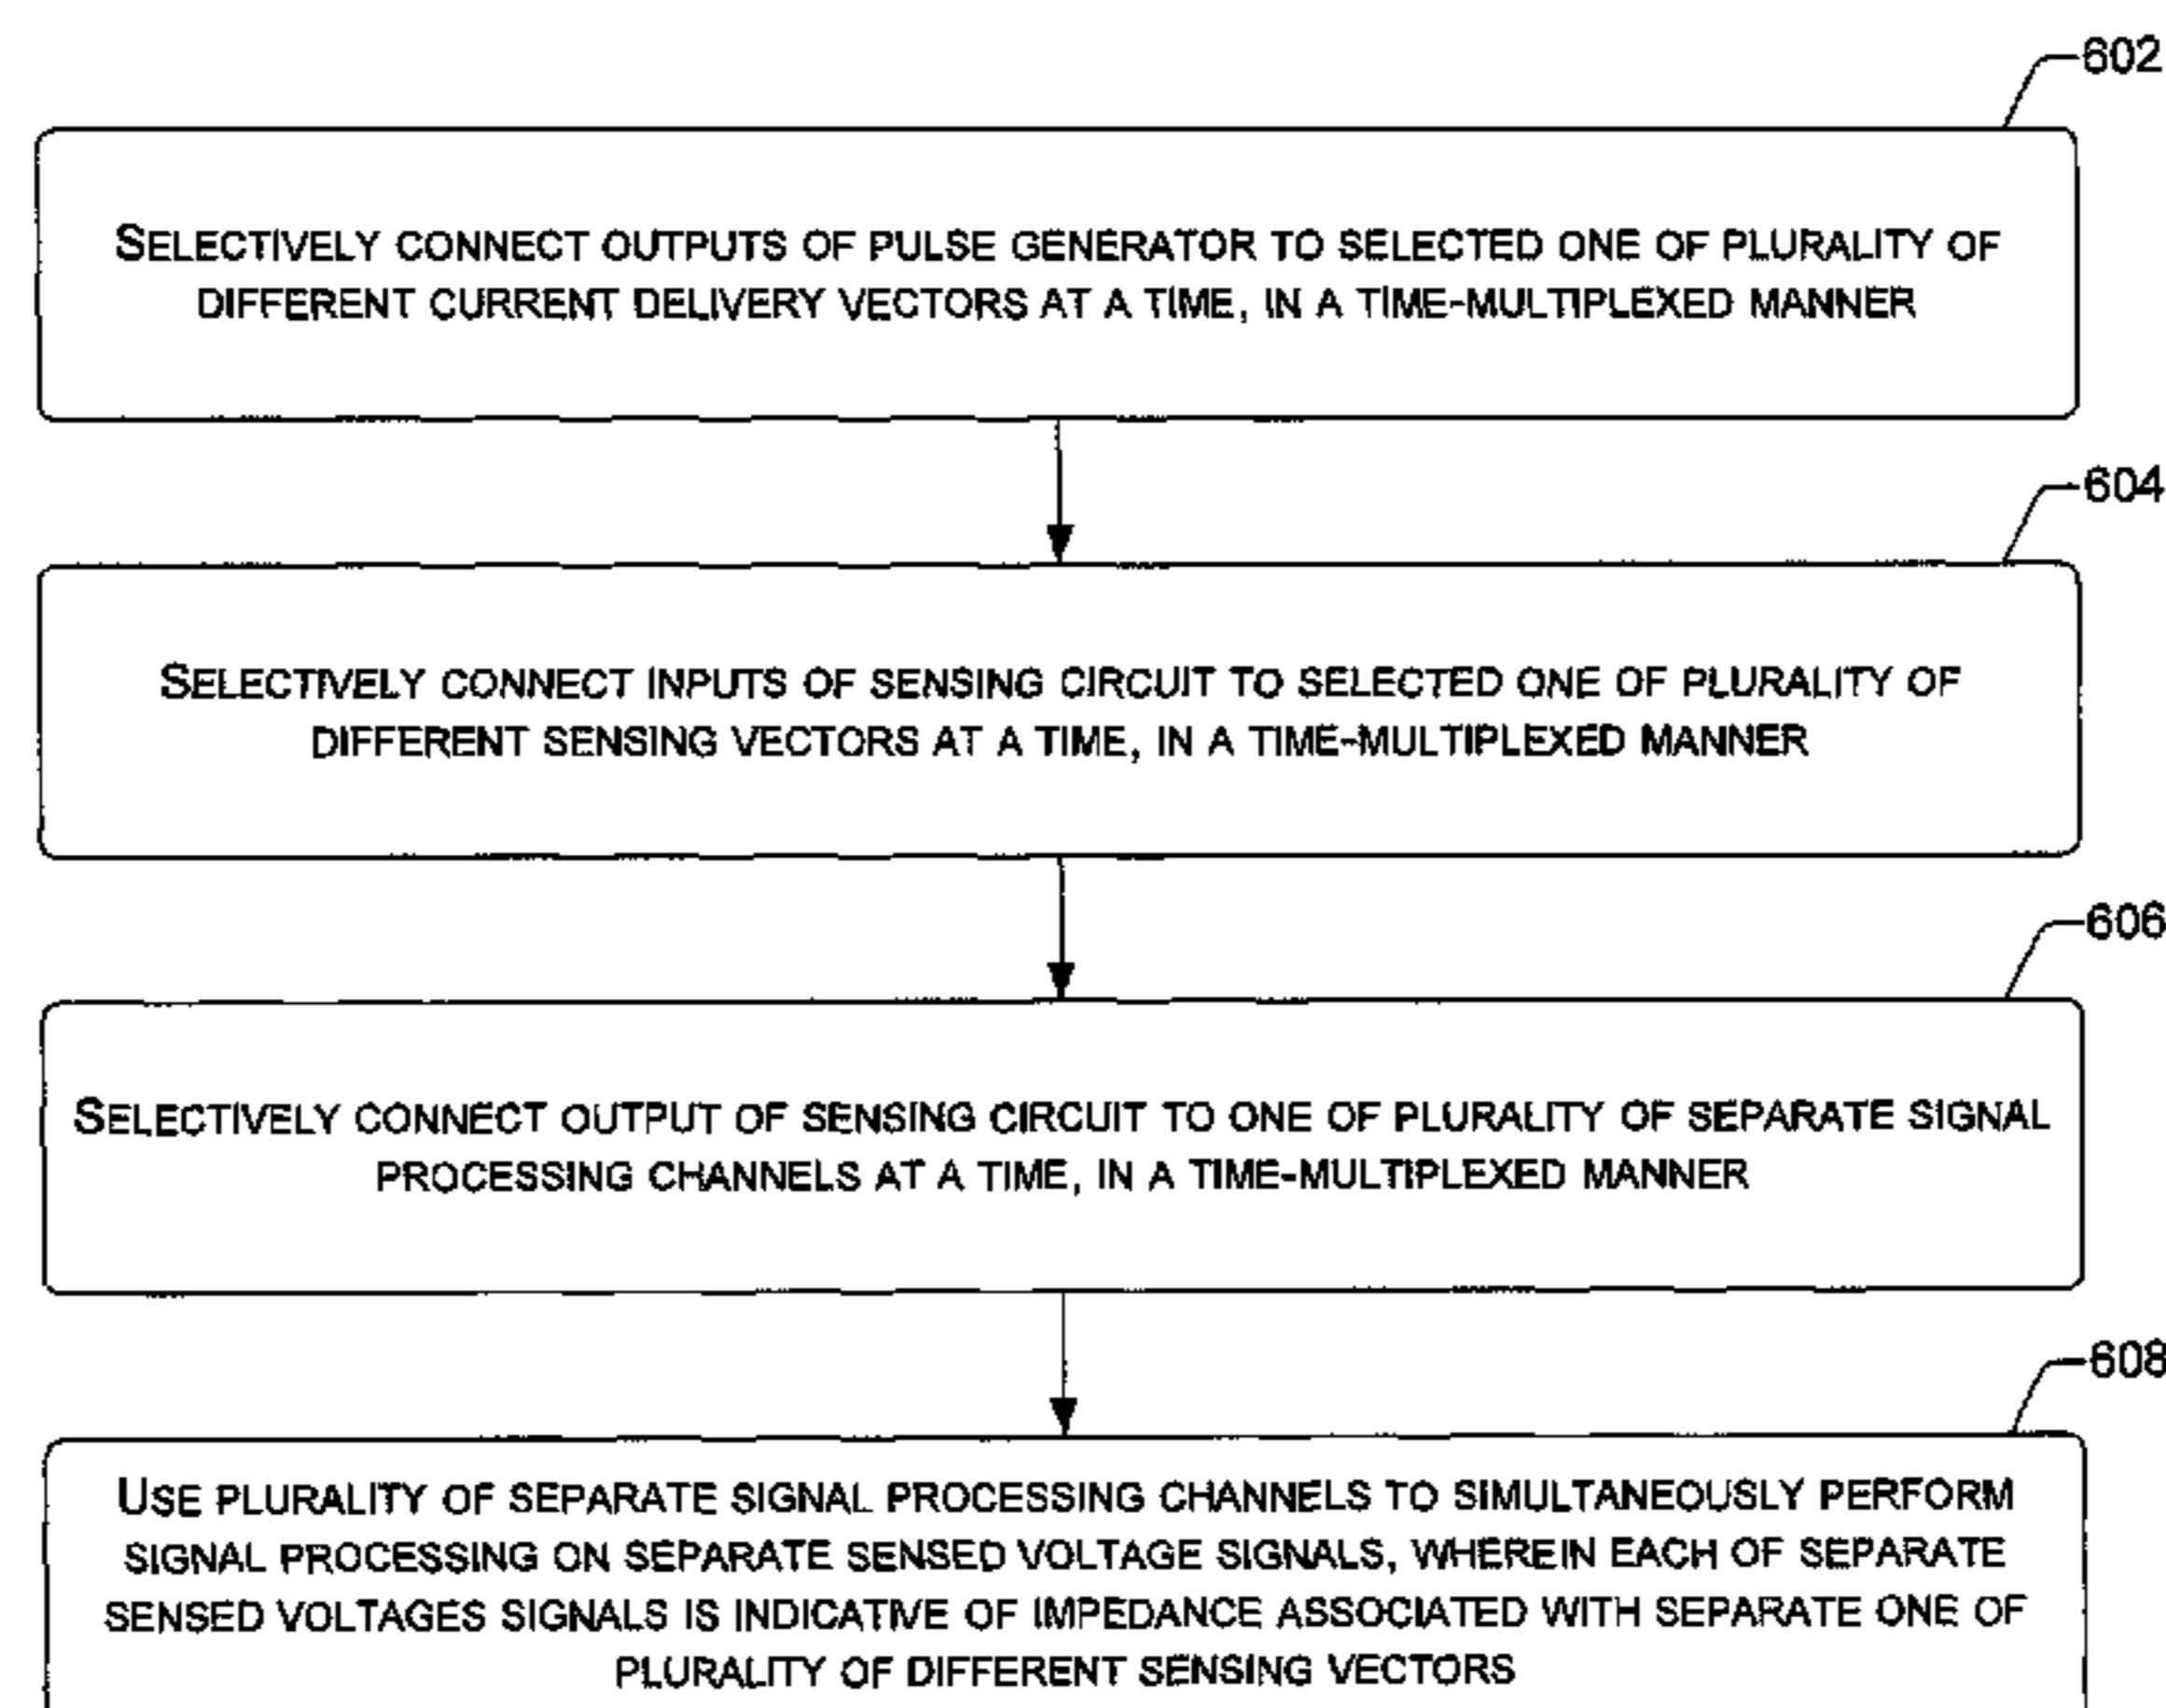 602
SELECTIVELY CONNECT OUTPUTS OF PULSE GENERATOR TO SELECTED ONE OF PLURALITY OF
DIFFERENT CURRENT DELIVERY VECTORS AT A TIME, IN A TIME-MULTIPLEXED MANNER
604
SELECTIVELY CONNECT INPUTS OF SENSING CIRCUIT TO SELECTED ONE OF PLURALITY OF
DIFFERENT SENSING VECTORS AT A TIME, IN A TIME-MULTIPLEXED MANNER
606
SELECTIVELY CONNECT OUTPUT OF SENSING CIRCUIT TO ONE OF PLURALITY OF SEPARATE SIGNAL
PROCESSING CHANNELS AT A TIME, IN A TIME-MULTIPLEXED MANNER
608
USE PLURALITY OF SEPARATE SIGNAL PROCESSING CHANNELS TO SIMULTANEOUSLY PERFORM
SIGNAL PROCESSING ON SEPARATE SENSED VOLTAGE SIGNALS, WHEREIN EACH OF SEPARATE
SENSED VOLTAGES SIGNALS IS INDICATIVE OF IMPEDANCE ASSOCIATED WITH SEPARATE ONE OF
PLURALITY OF DIFFERENT SENSING VECTORS